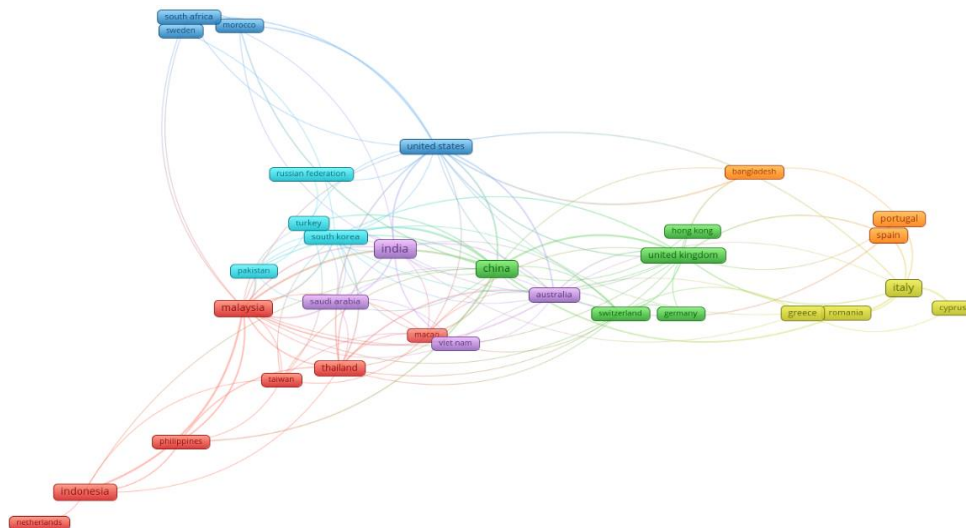 south africa
sweden
morocco
united states
russian federation
bangladesh
turkey
south korea
portugal
hong kong
spain
india
united kingdom
china
pakistan
italy
australia
saudi arabia
malaysia
cyprus
switzerland
germany
greece
romania
macao
viet nam
thailand
taiwan
philippines
indonesia
netherlands